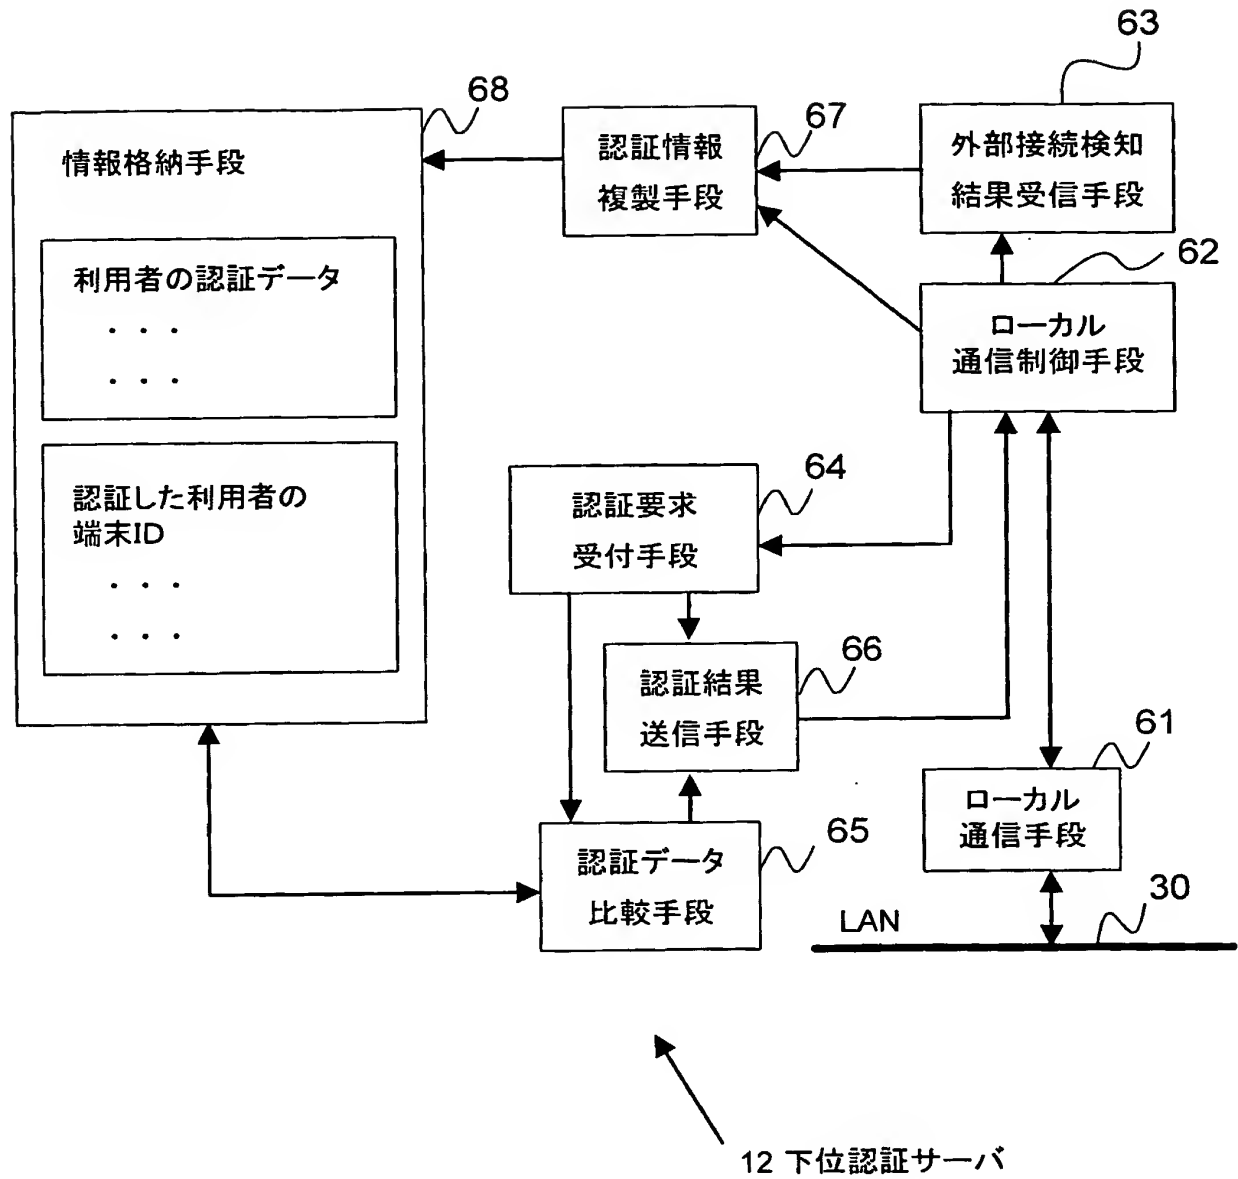 63
68
67
情報格納手段
認証情報
複製手段
外部接続検知
結果受信手段
利用者の認証データ
・・・
・・・
62
ローカル
通信制御手段
認証した利用者の
端末ID
・・・
・・・
64
認証要求
受付手段
66
認証結果
送信手段
61
ローカル
通信手段
65
認証データ
比較手段
30
LAN
12 下位認証サーバ